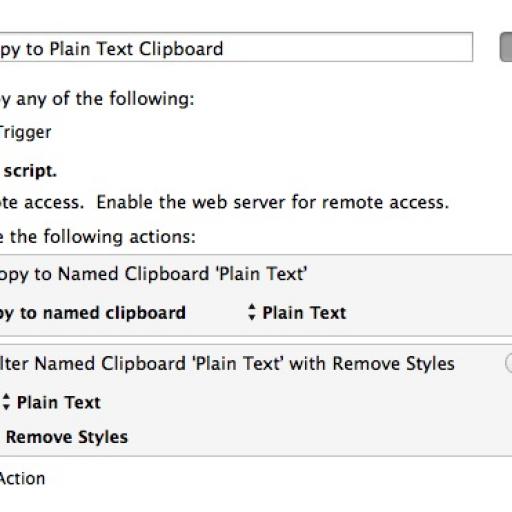 py to Plain Text Clipboard
y any of the following:
Trigger
script.
te access.  Enable the web server for remote access.
e the following actions:
opy to Named Clipboard 'Plain Text'
py to named clipboard Plain Text
lter Named Clipboard 'Plain Text' with Remove Styles
Plain Text
Remove Styles
Action